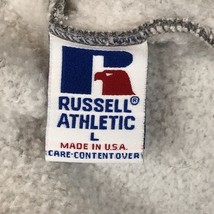 RUSSELL®
ATHLETIC
L
MADE IN U.S.A.
CARE-CONTENT OVER